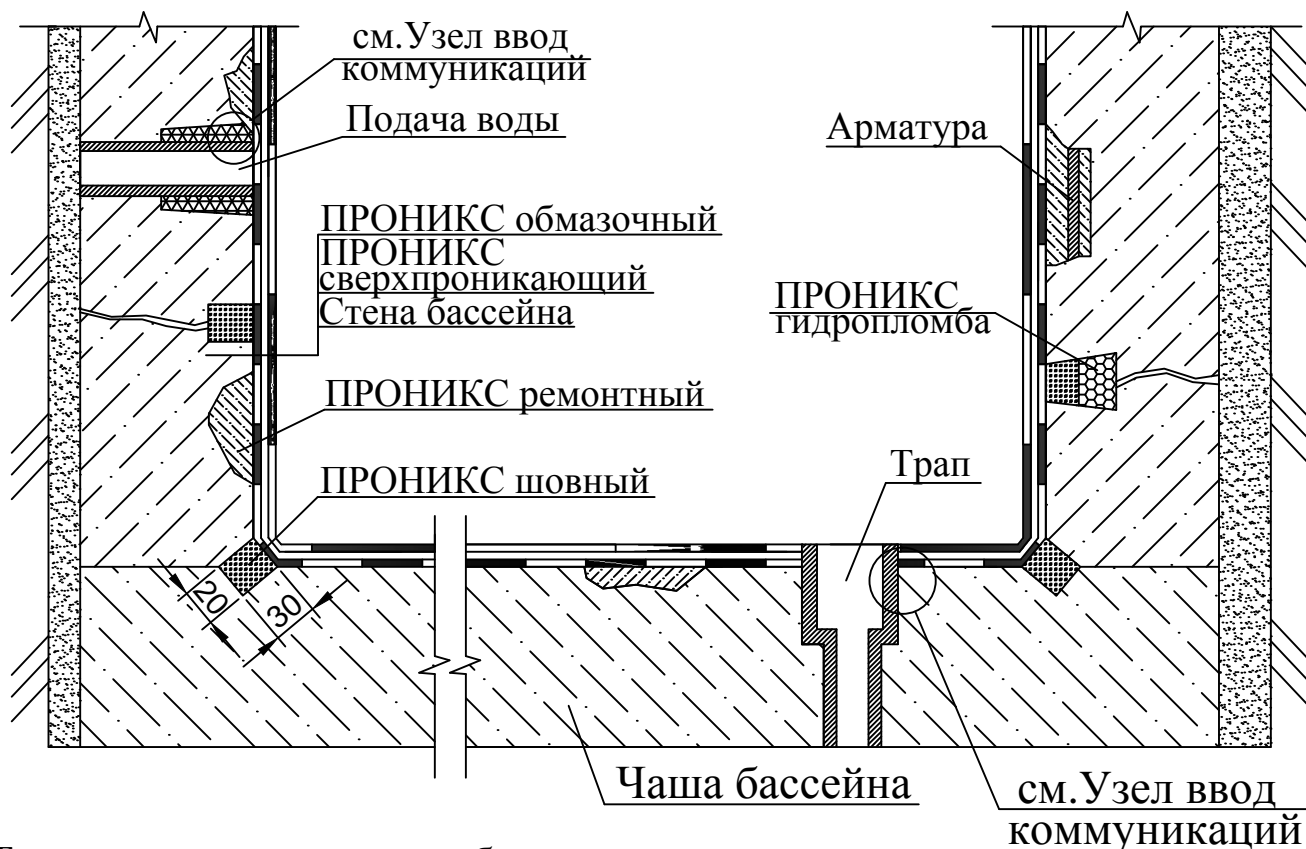 см.Узел ввод
коммуникаций
Подача воды
Арматура
ПРОНИКС обмазочный
ПРОНИКС
сверхпроникающий
Стена бассейна
ПРОНИКС
гидропломба
ПРОНИКС ремонтный
ПРОНИКС шовный
Трап
20
30
Чаша бассейна
см.Узел ввод
коммуникаций